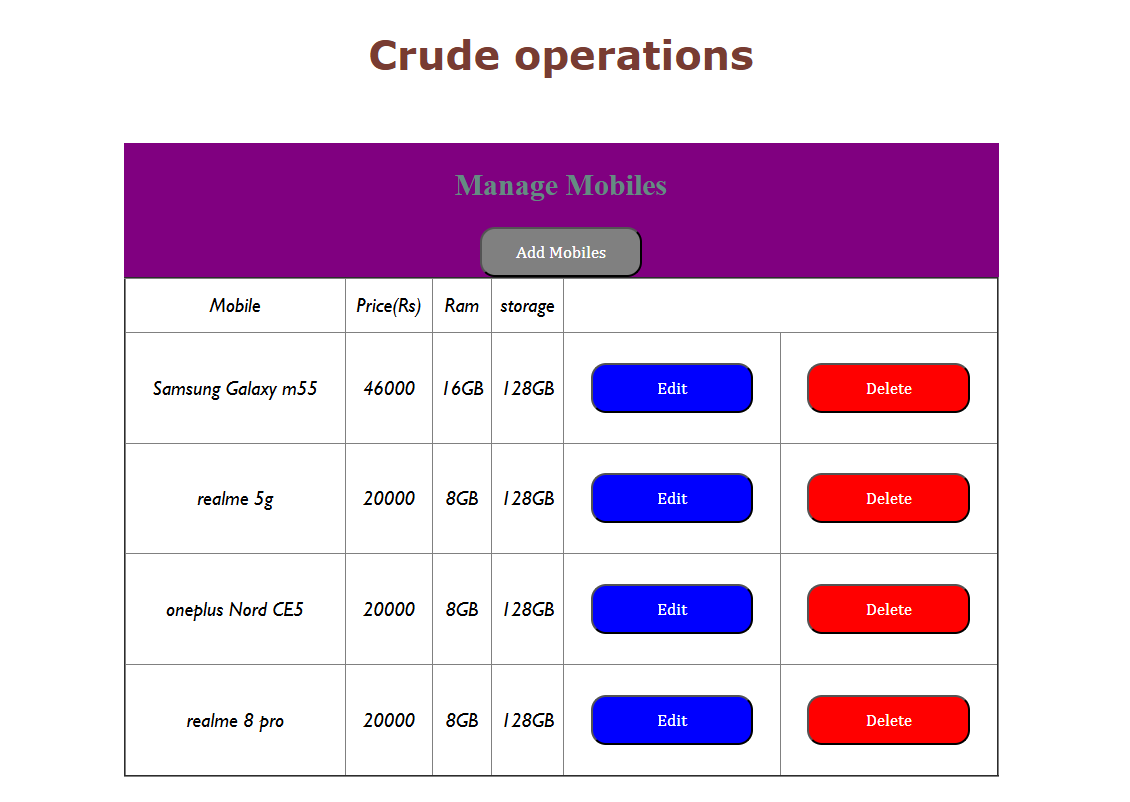 Crude operations
Manage Mobiles
Add Mobiles
Mobile Price(Rs) Ram storage
Samsung Galaxy m55 46000 16GB 128GB Edit Delete
realme 5g 20000 8GB 128GB Edit Delete
oneplus Nord CE5 20000 8GB 128GB Edit Delete
realme 8 pro 20000 8GB 128GB Edit Delete